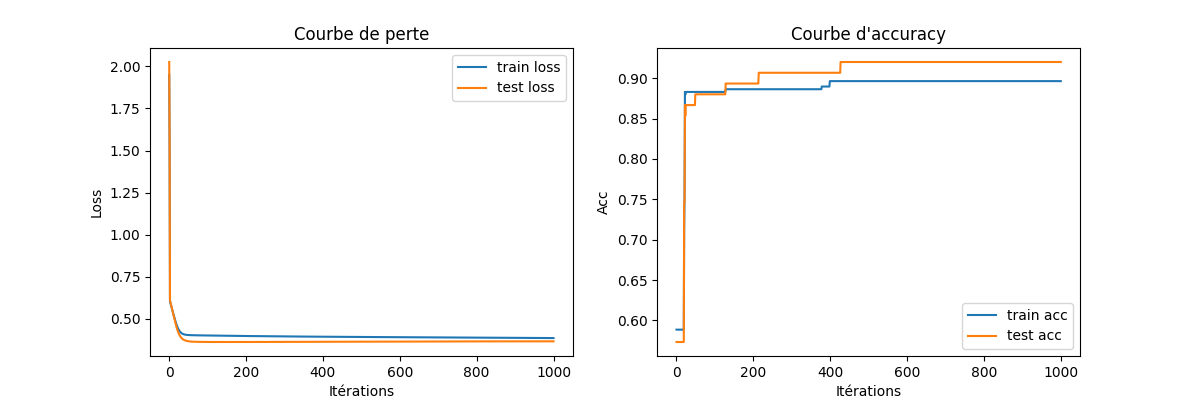 Courbe de perte
Loss
2.00
1.75
1.50
1.25
1.00
0.75
0.50
0
200
400
600
800
1000
Itérations
train loss
test loss
Courbe d'accuracy
Acc
0.90
0.85
0.80
0.75
0.70
0.65
0.60
0
200
400
600
800
1000
Itérations
train acc
test acc